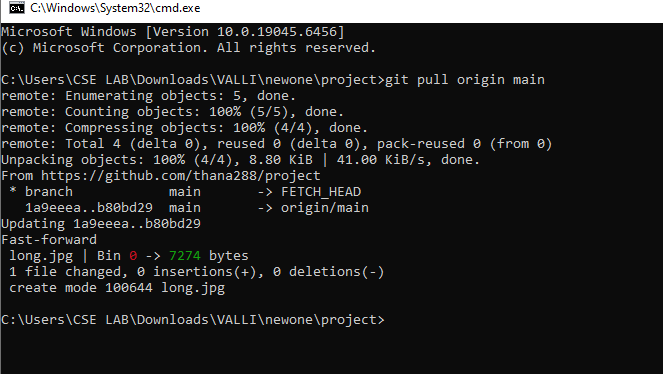 C:\Windows\System32\cmd.exe
Microsoft Windows [Version 10.0.19045.6456]
(c) Microsoft Corporation. All rights reserved.
C:\Users\CSE LAB\Downloads\VALLI\newone\project>git pull origin main
remote: Enumerating objects: 5, done.
remote: Counting objects: 100% (5/5), done.
remote: Compressing objects: 100% (4/4), done.
remote: Total 4 (delta 0), reused 0 (delta 0), pack-reused 0 (from 0)
Unpacking objects: 100% (4/4), 8.80 KiB | 41.00 KiB/s, done.
From https://github.com/thana288/project
 * branch            main       -> FETCH_HEAD
   1a9eeea..b80bd29  main       -> origin/main
Updating 1a9eeea..b80bd29
Fast-forward
 long.jpg | Bin 0 -> 7274 bytes
 1 file changed, 0 insertions(+), 0 deletions(-)
 create mode 100644 long.jpg
C:\Users\CSE LAB\Downloads\VALLI\newone\project>